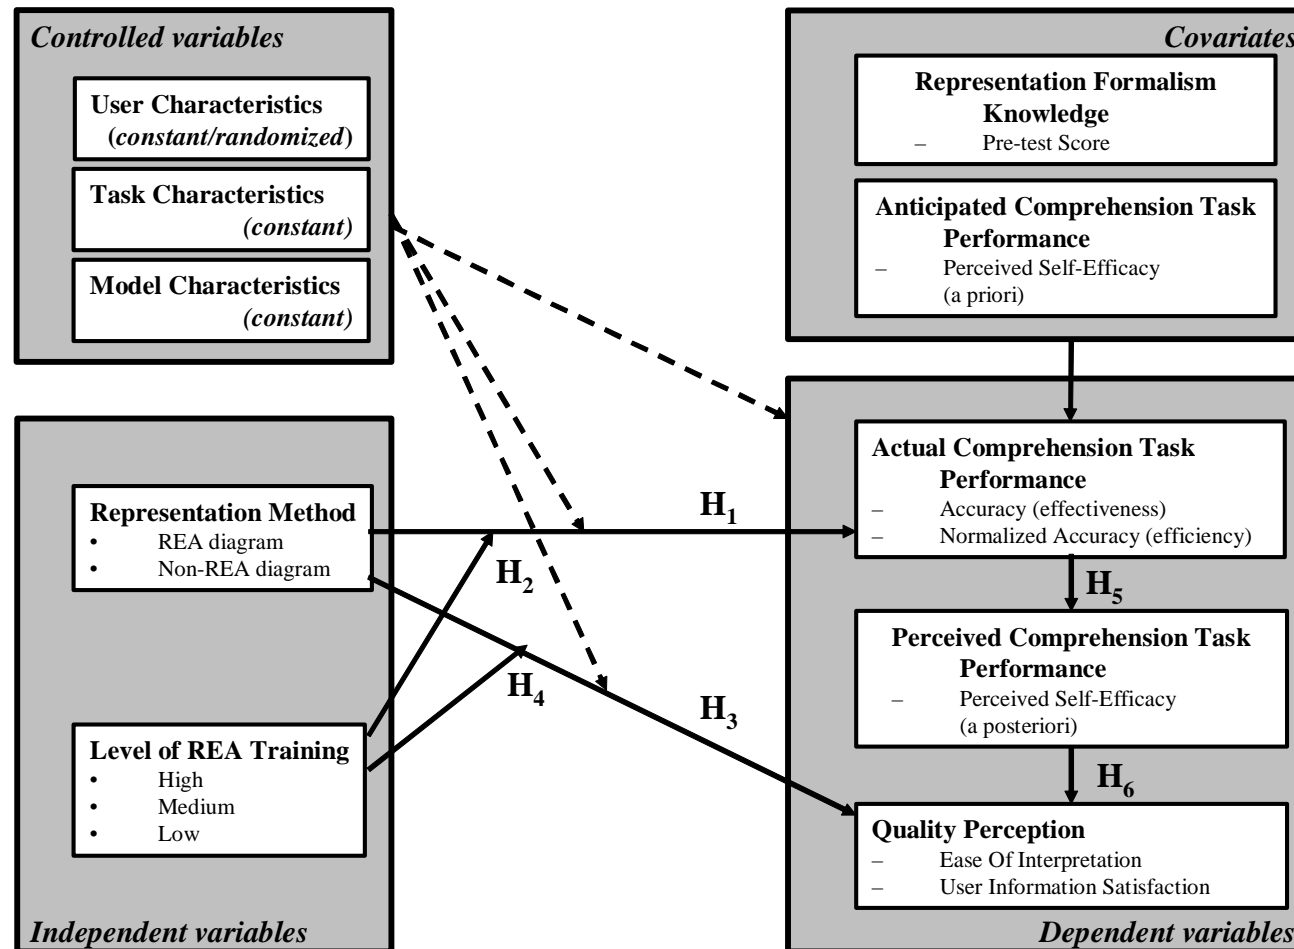 Controlled variables
User Characteristics
(constant/randomized)
Task Characteristics
(constant)
Model Characteristics
(constant)
Covariates
Representation Formalism
Knowledge
– Pre-test Score
Anticipated Comprehension Task
Performance
– Perceived Self-Efficacy
(a priori)
Representation Method
• REA diagram
• Non-REA diagram
Level of REA Training
• High
• Medium
• Low
Independent variables
H1
H2
H4
H3
Actual Comprehension Task
Performance
– Accuracy (effectiveness)
– Normalized Accuracy (efficiency)
H5
Perceived Comprehension Task
Performance
– Perceived Self-Efficacy
(a posteriori)
H6
Quality Perception
– Ease Of Interpretation
– User Information Satisfaction
Dependent variables